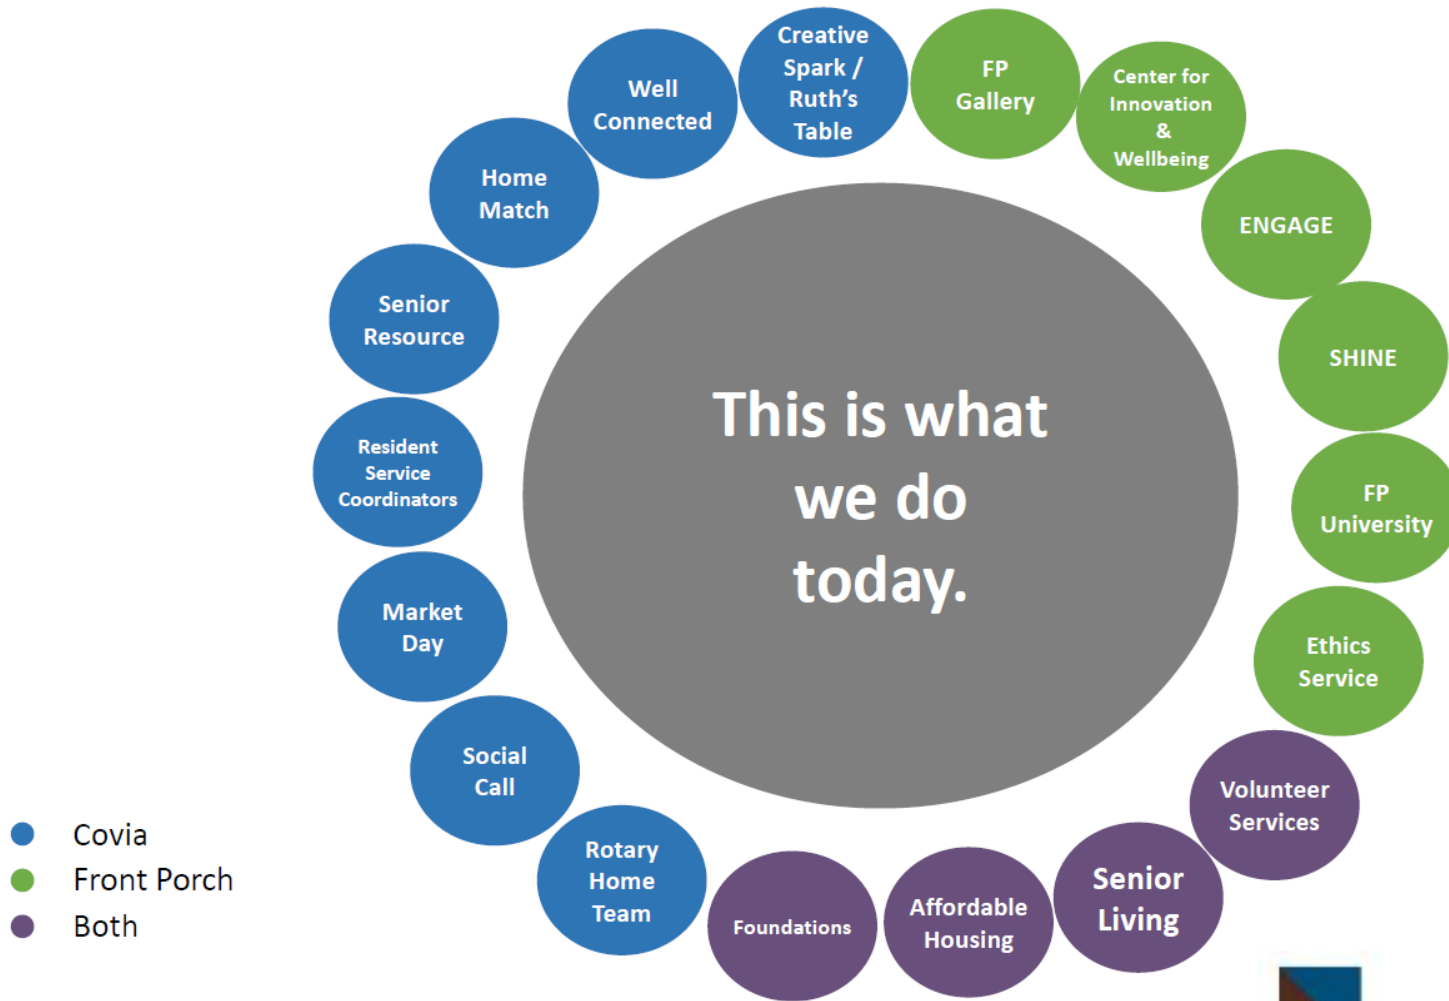 Creative
Spark /
Ruth's
Table
FP
Gallery
Center for
Innovation
&
Wellbeing
ENGAGE
SHINE
FP
University
Ethics
Service
Volunteer
Services
Senior
Living
Affordable
Housing
Foundations
Rotary
Home
Team
Social
Call
Market
Day
Resident
Service
Coordinators
Senior
Resource
Home
Match
Well
Connected
This is what
we do
today.
Covia
Front Porch
Both